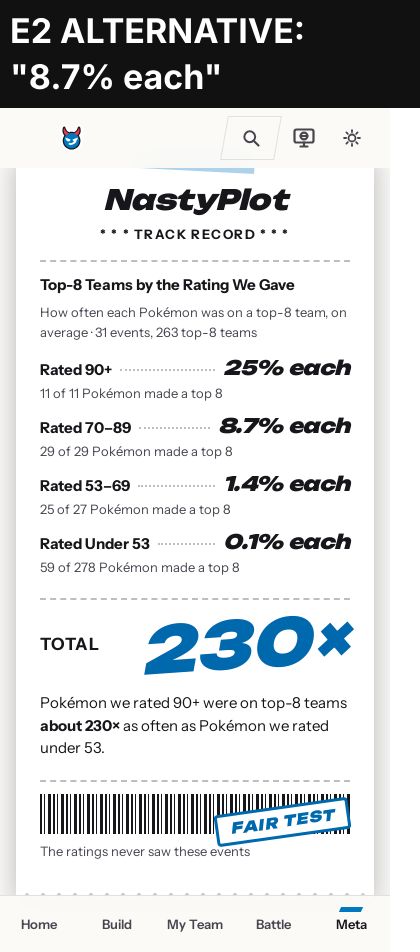 E2 ALTERNATIVE:
"8.7% each"
NastyPlot
* * * TRACK RECORD * * *
Top-8 Teams by the Rating We Gave
How often each Pokémon was on a top-8 team, on
average · 31 events, 263 top-8 teams
Rated 90+ 25% each
11 of 11 Pokémon made a top 8
Rated 70–89 8.7% each
29 of 29 Pokémon made a top 8
Rated 53–69 1.4% each
25 of 27 Pokémon made a top 8
Rated Under 53 0.1% each
59 of 278 Pokémon made a top 8
TOTAL 230×
Pokémon we rated 90+ were on top-8 teams
about 230× as often as Pokémon we rated
under 53.
FAIR TEST
The ratings never saw these events
Home Build My Team Battle Meta